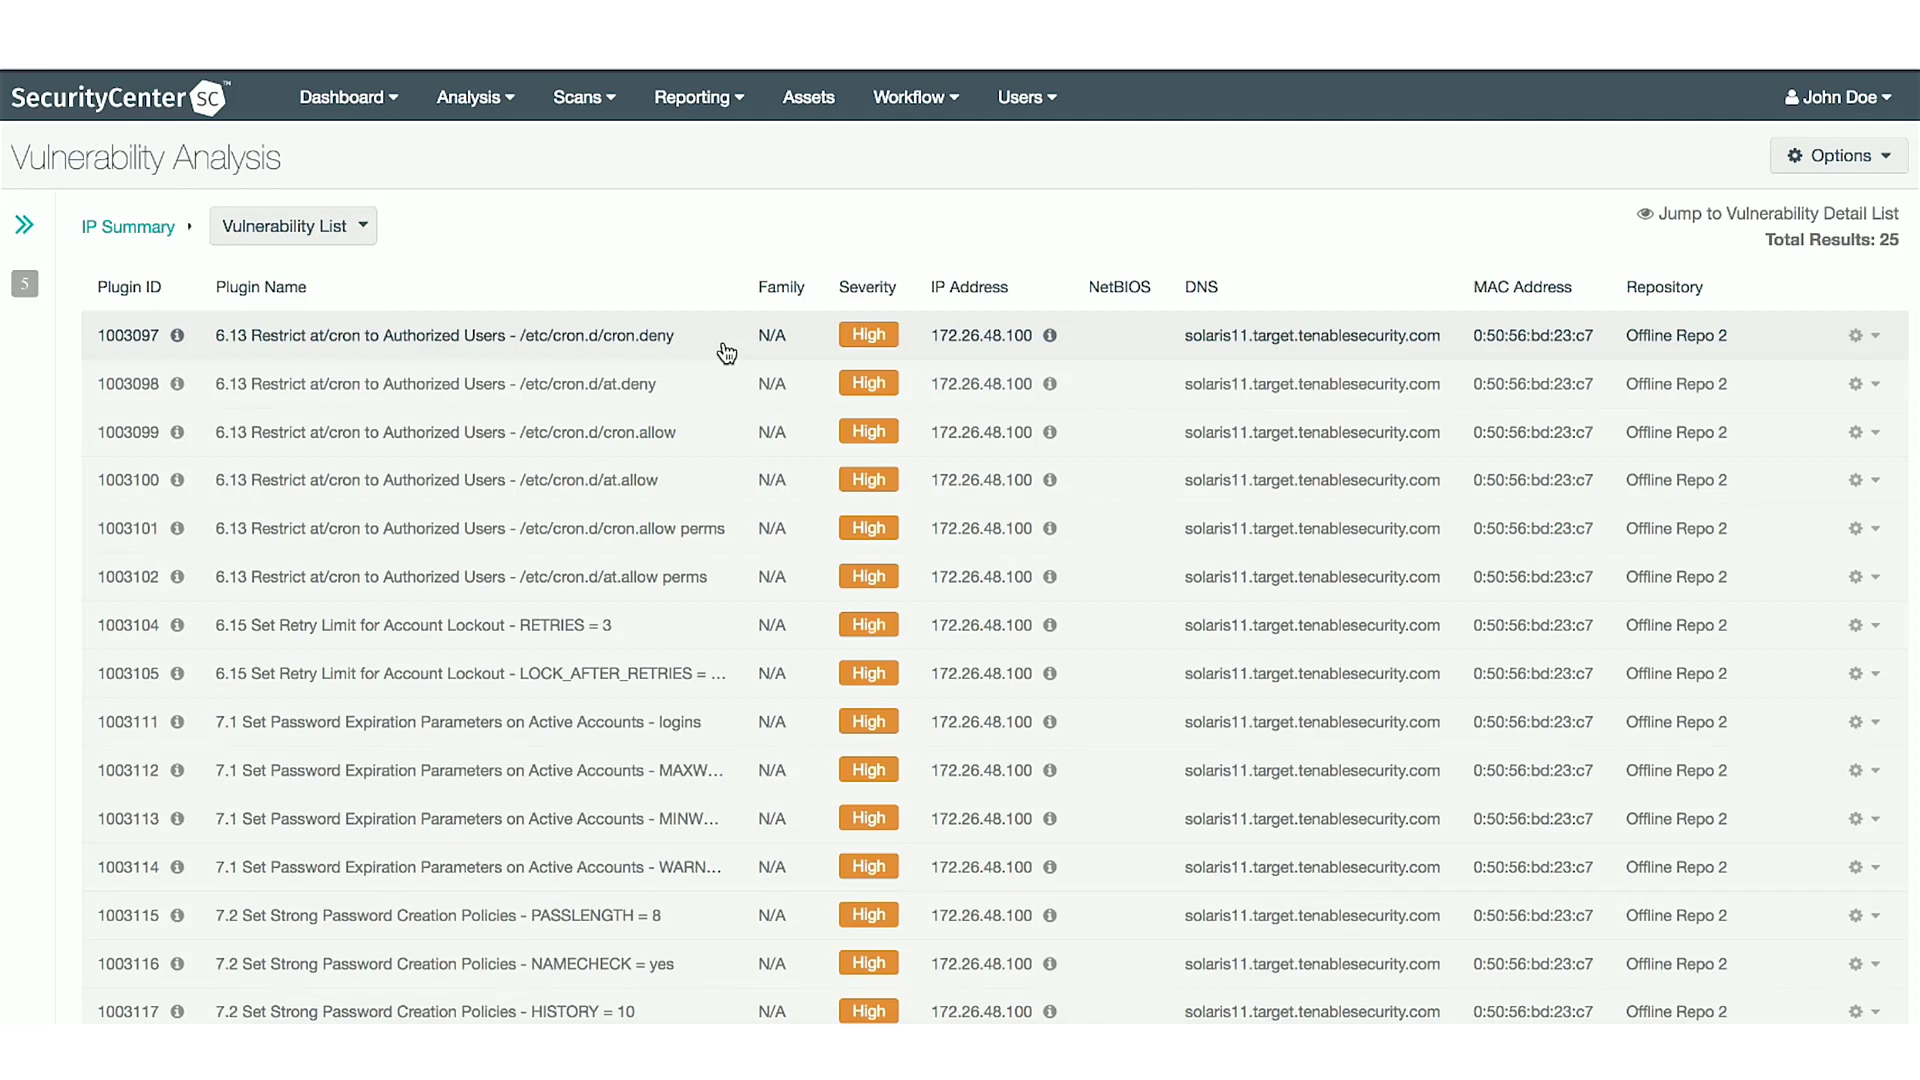 SecurityCenter SC™ Dashboard Analysis Scans Reporting Assets Workflow Users John Doe
Vulnerability Analysis Options
IP Summary Vulnerability List Jump to Vulnerability Detail List
Total Results: 25
5
Plugin ID Plugin Name Family Severity IP Address NetBIOS DNS MAC Address Repository
1003097 6.13 Restrict at/cron to Authorized Users - /etc/cron.d/cron.deny N/A High 172.26.48.100 solaris11.target.tenablesecurity.com 0:50:56:bd:23:c7 Offline Repo 2
1003098 6.13 Restrict at/cron to Authorized Users - /etc/cron.d/at.deny N/A High 172.26.48.100 solaris11.target.tenablesecurity.com 0:50:56:bd:23:c7 Offline Repo 2
1003099 6.13 Restrict at/cron to Authorized Users - /etc/cron.d/cron.allow N/A High 172.26.48.100 solaris11.target.tenablesecurity.com 0:50:56:bd:23:c7 Offline Repo 2
1003100 6.13 Restrict at/cron to Authorized Users - /etc/cron.d/at.allow N/A High 172.26.48.100 solaris11.target.tenablesecurity.com 0:50:56:bd:23:c7 Offline Repo 2
1003101 6.13 Restrict at/cron to Authorized Users - /etc/cron.d/cron.allow perms N/A High 172.26.48.100 solaris11.target.tenablesecurity.com 0:50:56:bd:23:c7 Offline Repo 2
1003102 6.13 Restrict at/cron to Authorized Users - /etc/cron.d/at.allow perms N/A High 172.26.48.100 solaris11.target.tenablesecurity.com 0:50:56:bd:23:c7 Offline Repo 2
1003104 6.15 Set Retry Limit for Account Lockout - RETRIES = 3 N/A High 172.26.48.100 solaris11.target.tenablesecurity.com 0:50:56:bd:23:c7 Offline Repo 2
1003105 6.15 Set Retry Limit for Account Lockout - LOCK_AFTER_RETRIES = ... N/A High 172.26.48.100 solaris11.target.tenablesecurity.com 0:50:56:bd:23:c7 Offline Repo 2
1003111 7.1 Set Password Expiration Parameters on Active Accounts - logins N/A High 172.26.48.100 solaris11.target.tenablesecurity.com 0:50:56:bd:23:c7 Offline Repo 2
1003112 7.1 Set Password Expiration Parameters on Active Accounts - MAXW... N/A High 172.26.48.100 solaris11.target.tenablesecurity.com 0:50:56:bd:23:c7 Offline Repo 2
1003113 7.1 Set Password Expiration Parameters on Active Accounts - MINW... N/A High 172.26.48.100 solaris11.target.tenablesecurity.com 0:50:56:bd:23:c7 Offline Repo 2
1003114 7.1 Set Password Expiration Parameters on Active Accounts - WARN... N/A High 172.26.48.100 solaris11.target.tenablesecurity.com 0:50:56:bd:23:c7 Offline Repo 2
1003115 7.2 Set Strong Password Creation Policies - PASSLENGTH = 8 N/A High 172.26.48.100 solaris11.target.tenablesecurity.com 0:50:56:bd:23:c7 Offline Repo 2
1003116 7.2 Set Strong Password Creation Policies - NAMECHECK = yes N/A High 172.26.48.100 solaris11.target.tenablesecurity.com 0:50:56:bd:23:c7 Offline Repo 2
1003117 7.2 Set Strong Password Creation Policies - HISTORY = 10 N/A High 172.26.48.100 solaris11.target.tenablesecurity.com 0:50:56:bd:23:c7 Offline Repo 2